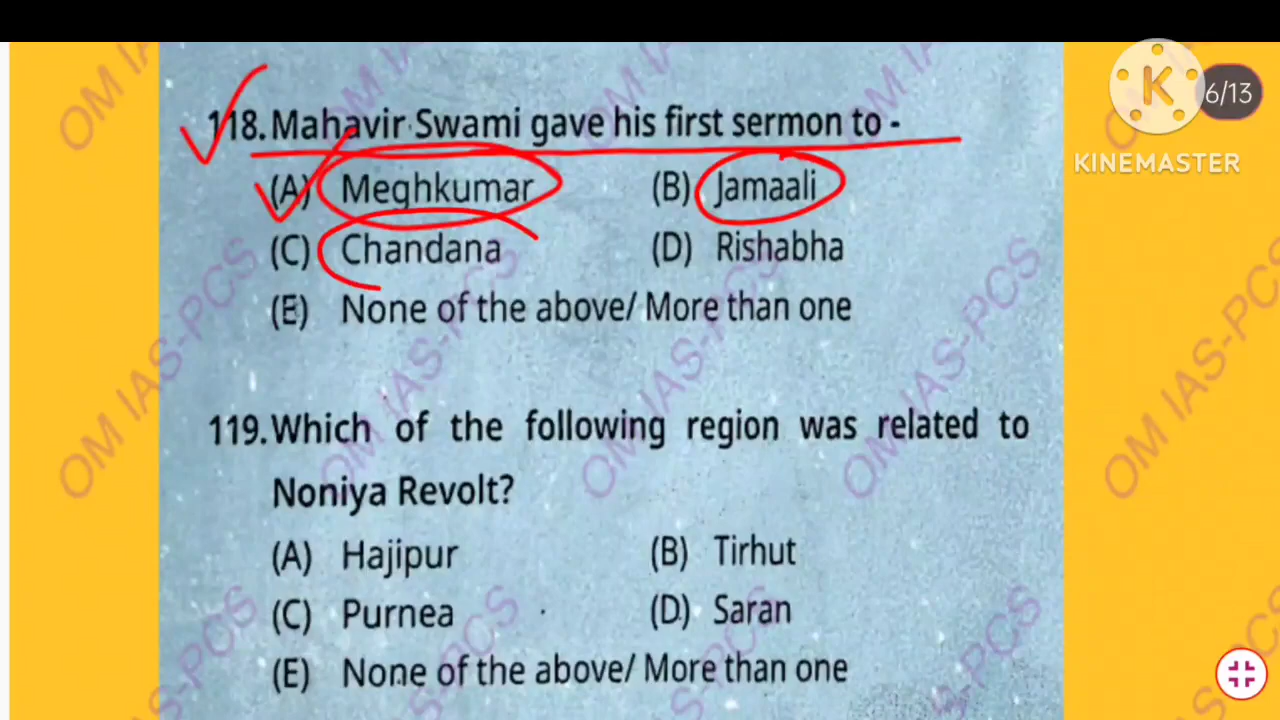 6/13
K
KINEMASTER
118. Mahavir Swami gave his first sermon to -
(A) Meghkumar (B) Jamaali
(C) Chandana (D) Rishabha
(E) None of the above/ More than one
119. Which of the following region was related to
Noniya Revolt?
(A) Hajipur (B) Tirhut
(C) Purnea (D) Saran
(E) None of the above/ More than one
OM IAS-PCS